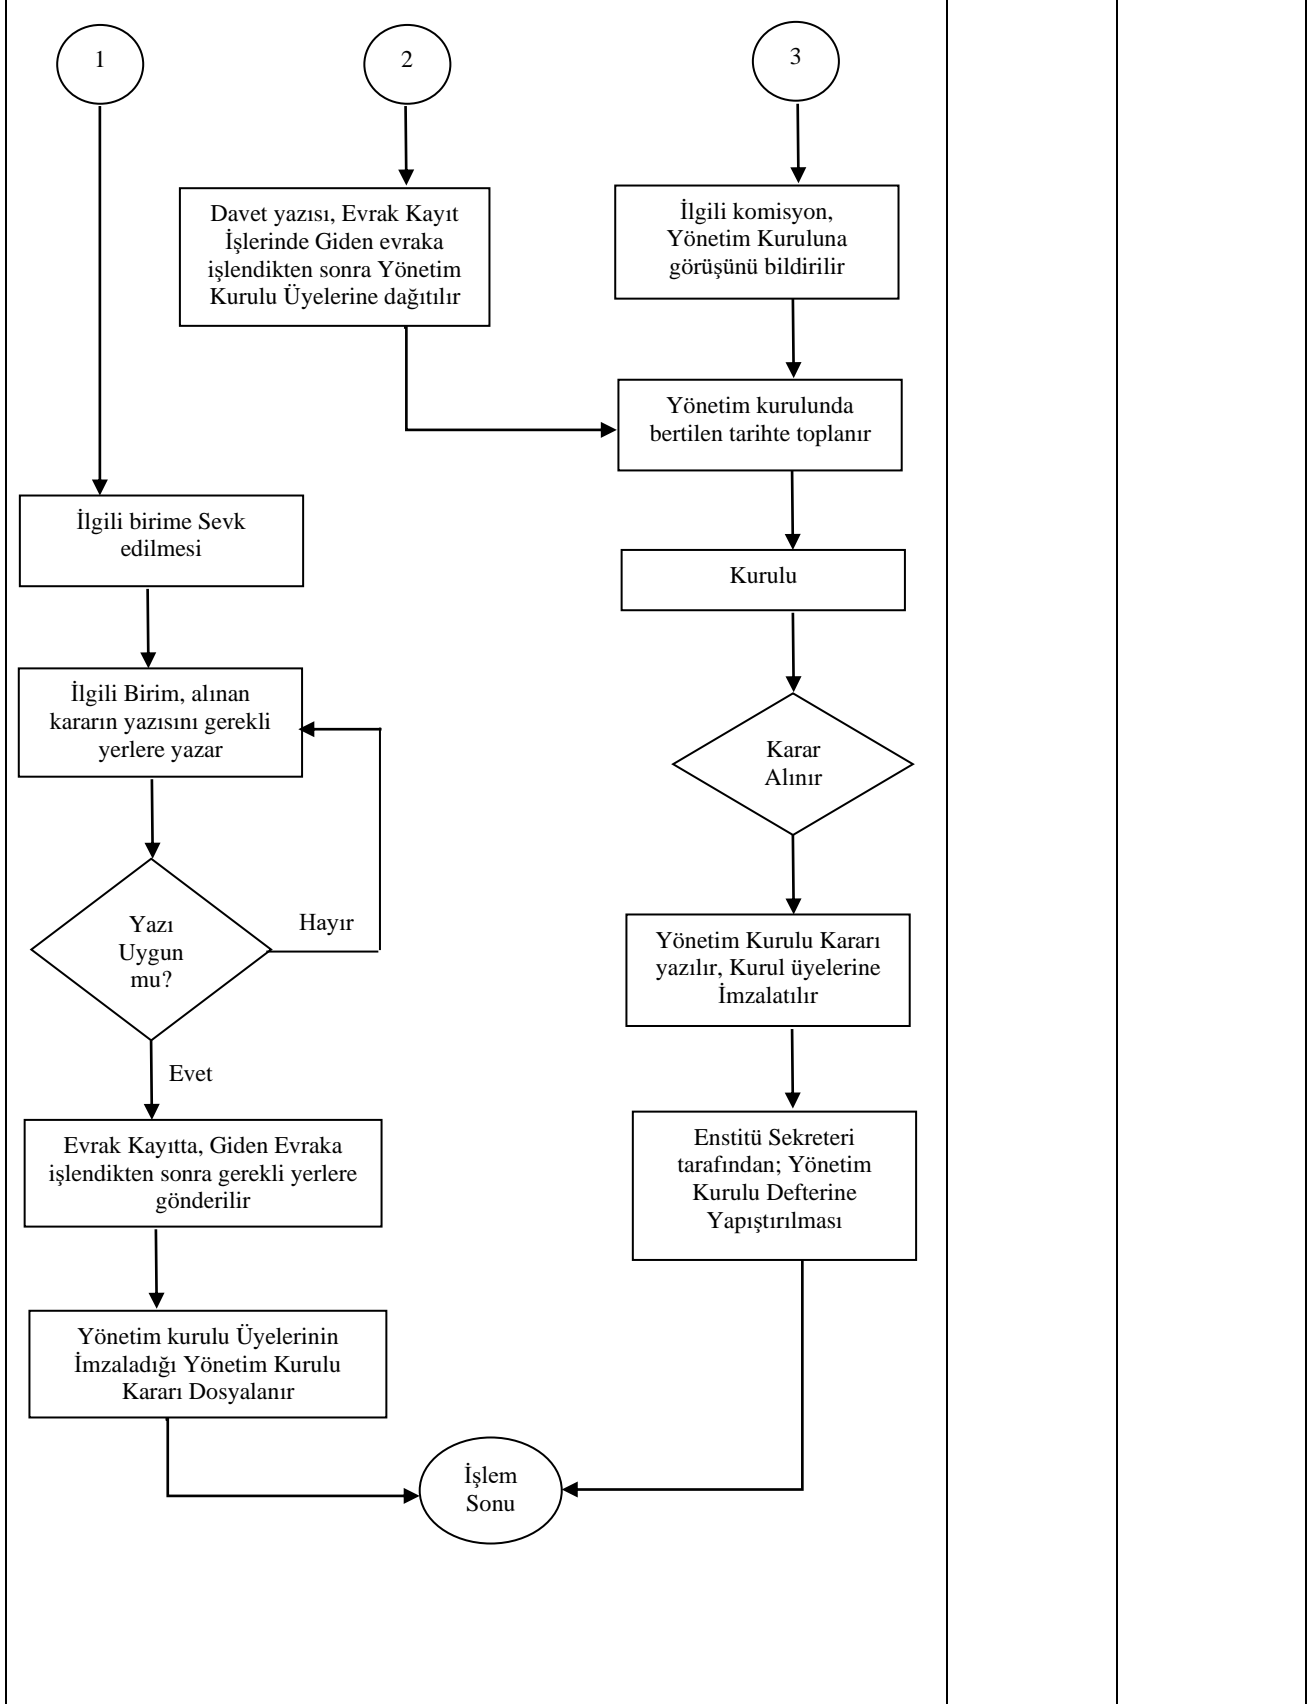 1
2
3
Davet yazısı, Evrak Kayıt
İşlerinde Giden evraka
işlendikten sonra Yönetim
Kurulu Üyelerine dağıtılır
İlgili komisyon,
Yönetim Kuruluna
görüşünü bildirilir
Yönetim kurulunda
bertilen tarihte toplanır
İlgili birime Sevk
edilmesi
Kurulu
İlgili Birim, alınan
kararın yazısını gerekli
yerlere yazar
Karar
Alınır
Yazı
Uygun
mu?
Hayır
Evet
Yönetim Kurulu Kararı
yazılır, Kurul üyelerine
İmzalatılır
Evrak Kayıtta, Giden Evraka
işlendikten sonra gerekli yerlere
gönderilir
Enstitü Sekreteri
tarafından; Yönetim
Kurulu Defterine
Yapıştırılması
Yönetim kurulu Üyelerinin
İmzaladığı Yönetim Kurulu
Kararı Dosyalanır
İşlem
Sonu